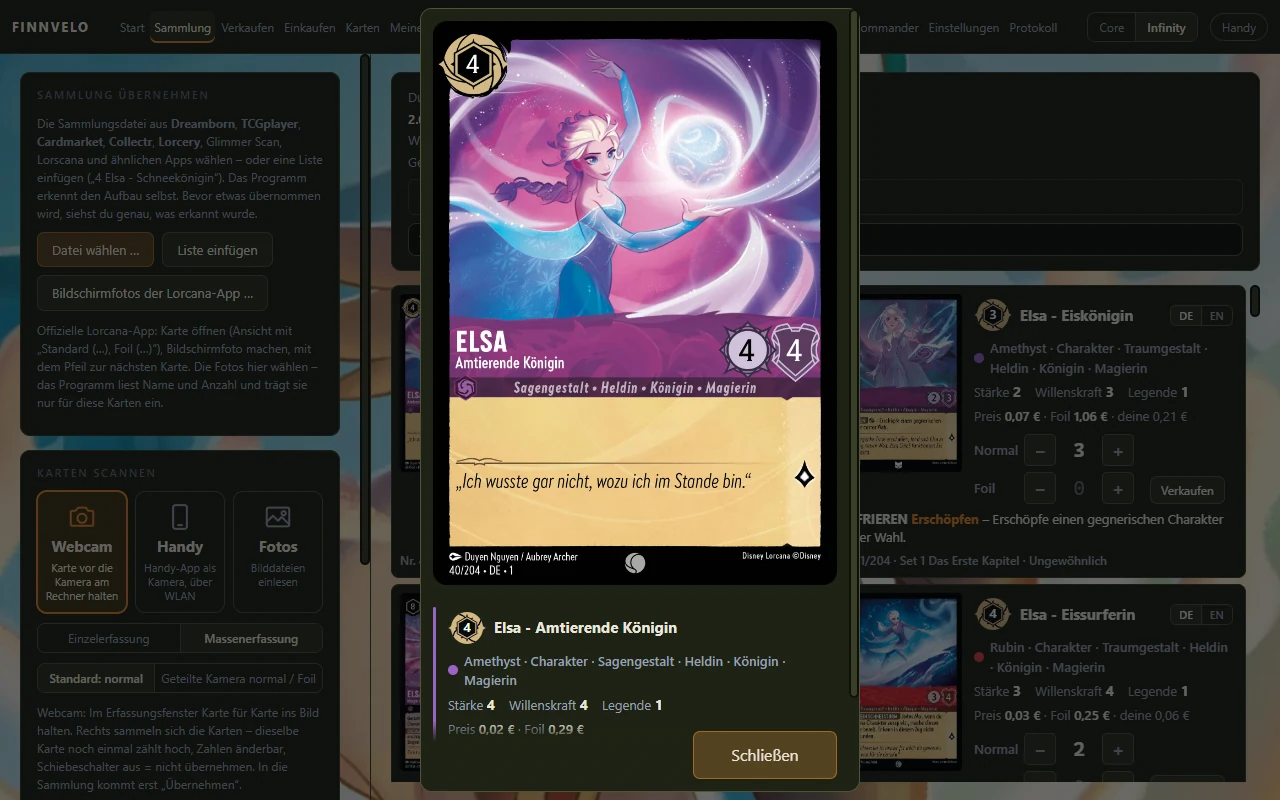 FINNVELO
Start Sammlung Verkaufen Einkaufen Karten Meine
ommander Einstellungen Protokoll
Core Infinity Handy
SAMMLUNG ÜBERNEHMEN
Die Sammlungsdatei aus Dreamborn, TCGplayer,
Cardmarket, Collectr, Lorcery, Glimmer Scan,
Lorscana und ähnlichen Apps wählen – oder eine Liste
einfügen („4 Elsa - Schneekönigin“). Das Programm
erkennt den Aufbau selbst. Bevor etwas übernommen
wird, siehst du genau, was erkannt wurde.
Datei wählen ... Liste einfügen
Bildschirmfotos der Lorcana-App ...
Offizielle Lorcana-App: Karte öffnen (Ansicht mit
„Standard (...), Foil (...)“), Bildschirmfoto machen, mit
dem Pfeil zur nächsten Karte. Die Fotos hier wählen –
das Programm liest Name und Anzahl und trägt sie
nur für diese Karten ein.
KARTEN SCANNEN
Webcam
Karte vor die
Kamera am
Rechner halten
Handy
Handy-App als
Kamera, über
WLAN
Fotos
Bilddateien
einlesen
Einzelerfassung Massenerfassung
Standard: normal Geteilte Kamera normal / Foil
Webcam: Im Erfassungsfenster Karte für Karte ins Bild
halten. Rechts sammeln sich die Karten – dieselbe
Karte noch einmal zählt hoch, Zahlen änderbar,
Schiebeschalter aus = nicht übernehmen. In die
Sammlung kommt erst „Übernehmen“.
Du
2.0
W
Ge
Nr.
4
ELSA
Amtierende Königin
4 4
Sagengestalt • Heldin • Königin • Magierin
„Ich wusste gar nicht, wozu ich im Stande bin.“
Duyen Nguyen / Aubrey Archer
40/204 • DE • 1
Disney Lorcana ©Disney
4 Elsa - Amtierende Königin
Amethyst · Charakter · Sagengestalt · Heldin · Königin ·
Magierin
Stärke 4 Willenskraft 4 Legende 1
Preis 0,02 € · Foil 0,29 €
Schließen
3 Elsa - Eiskönigin DE EN
Amethyst · Charakter · Traumgestalt ·
Heldin · Königin · Magierin
Stärke 2 Willenskraft 3 Legende 1
Preis 0,07 € · Foil 1,06 € · deine 0,21 €
Normal – 3 +
Foil – 0 + Verkaufen
FRIEREN Erschöpfen – Erschöpfe einen gegnerischen Charakter
er Wahl.
1/204 · Set 1 Das Erste Kapitel · Ungewöhnlich
8
4 Elsa - Eissurferin DE EN
Rubin · Charakter · Traumgestalt · Heldin
· Königin · Magierin
Stärke 3 Willenskraft 4 Legende 1
Preis 0,03 € · Foil 0,25 € · deine 0,06 €
Normal – 2 +